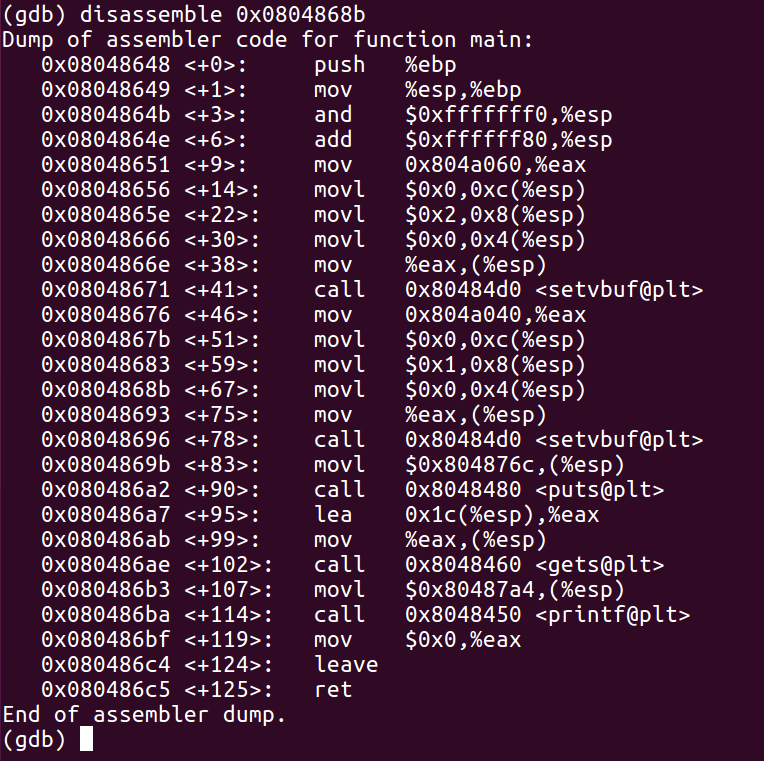 (gdb) disassemble 0x0804868b
Dump of assembler code for function main:
   0x08048648 <+0>:     push   %ebp
   0x08048649 <+1>:     mov    %esp,%ebp
   0x0804864b <+3>:     and    $0xfffffff0,%esp
   0x0804864e <+6>:     add    $0xffffff80,%esp
   0x08048651 <+9>:     mov    0x804a060,%eax
   0x08048656 <+14>:    movl   $0x0,0xc(%esp)
   0x0804865e <+22>:    movl   $0x2,0x8(%esp)
   0x08048666 <+30>:    movl   $0x0,0x4(%esp)
   0x0804866e <+38>:    mov    %eax,(%esp)
   0x08048671 <+41>:    call   0x80484d0 <setvbuf@plt>
   0x08048676 <+46>:    mov    0x804a040,%eax
   0x0804867b <+51>:    movl   $0x0,0xc(%esp)
   0x08048683 <+59>:    movl   $0x1,0x8(%esp)
   0x0804868b <+67>:    movl   $0x0,0x4(%esp)
   0x08048693 <+75>:    mov    %eax,(%esp)
   0x08048696 <+78>:    call   0x80484d0 <setvbuf@plt>
   0x0804869b <+83>:    movl   $0x804876c,(%esp)
   0x080486a2 <+90>:    call   0x8048480 <puts@plt>
   0x080486a7 <+95>:    lea    0x1c(%esp),%eax
   0x080486ab <+99>:    mov    %eax,(%esp)
   0x080486ae <+102>:   call   0x8048460 <gets@plt>
   0x080486b3 <+107>:   movl   $0x80487a4,(%esp)
   0x080486ba <+114>:   call   0x8048450 <printf@plt>
   0x080486bf <+119>:   mov    $0x0,%eax
   0x080486c4 <+124>:   leave
   0x080486c5 <+125>:   ret
End of assembler dump.
(gdb)